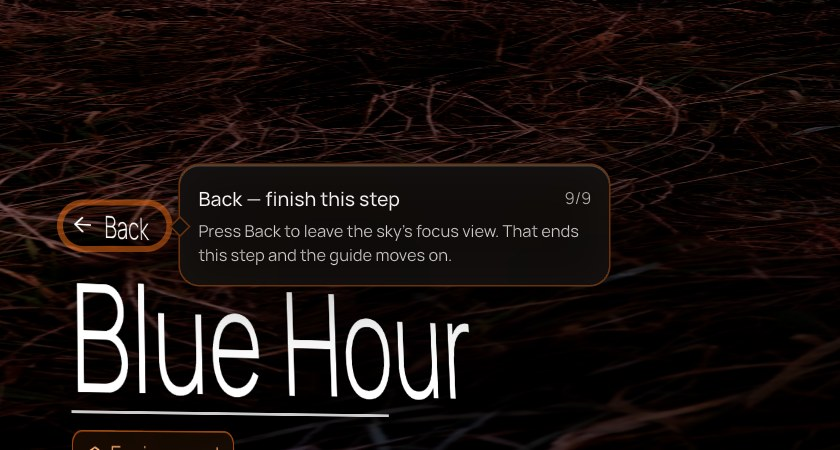 Back — finish this step
9/9
Press Back to leave the sky's focus view. That ends
this step and the guide moves on.
← Back
Blue Hour